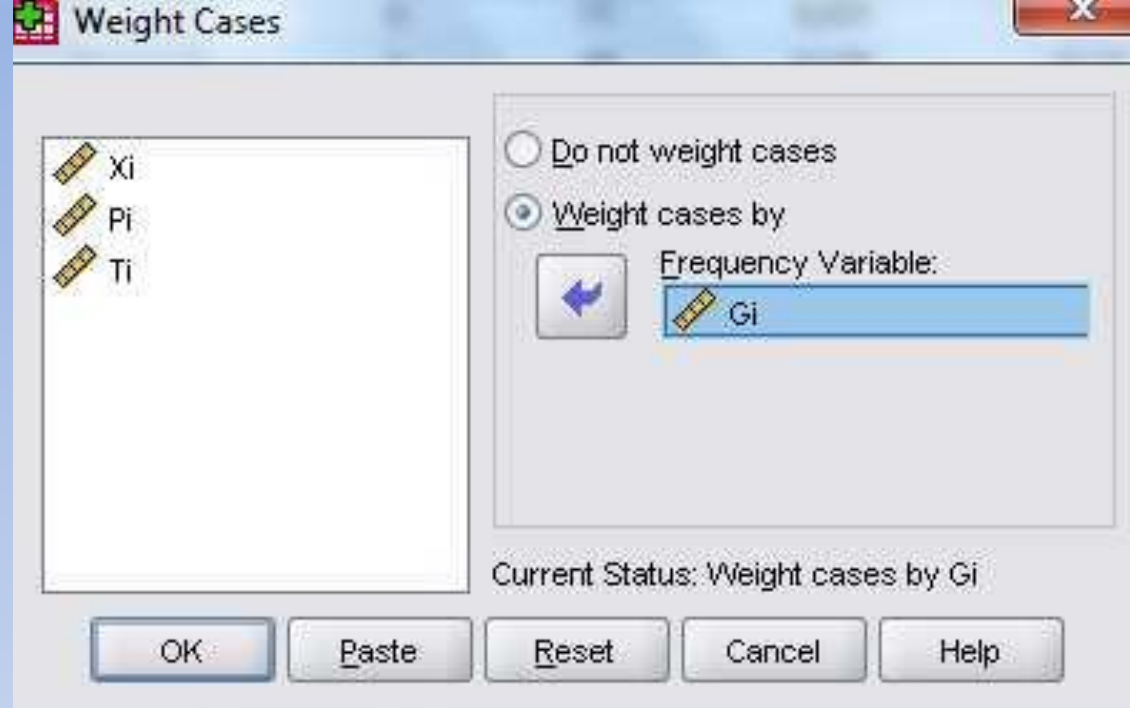 Weight Cases
Xi
Pi
Ti
Do not weight cases
Weight cases by
Frequency Variable:
Gi
Current Status: Weight cases by Gi
OK
Paste
Reset
Cancel
Help